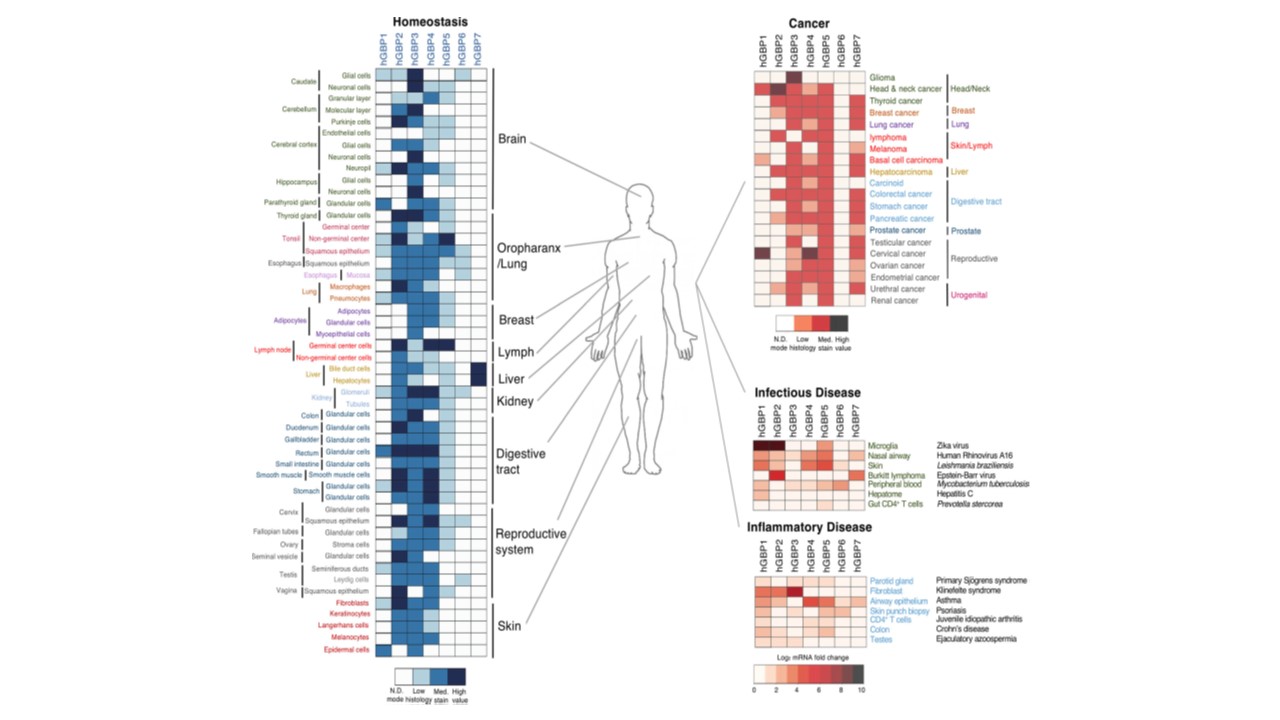 Homeostasis
hGBP1 hGBP2 hGBP3 hGBP4 hGBP5 hGBP6 hGBP7
Caudate
Glial cells
Neuronal cells
Cerebellum
Granular layer
Molecular layer
Purkinje cells
Cerebral cortex
Endothelial cells
Glial cells
Neuronal cells
Neuropil
Hippocampus
Glial cells
Neuronal cells
Parathyroid gland Glandular cells
Thyroid gland Glandular cells
Tonsil
Germinal center
Non-germinal center
Squamous epithelium
Esophagus Squamous epithelium
Esophagus Mucosa
Lung
Macrophages
Pneumocytes
Adipocytes
Adipocytes
Glandular cells
Myoepithelial cells
Lymph node
Germinal center cells
Non-germinal center cells
Liver
Bile duct cells
Hepatocytes
Kidney
Glomeruli
Tubules
Colon Glandular cells
Duodenum Glandular cells
Gallbladder Glandular cells
Rectum Glandular cells
Small intestine Glandular cells
Smooth muscle Smooth muscle cells
Stomach
Glandular cells
Glandular cells
Cervix
Glandular cells
Squamous epithelium
Fallopian tubes Glandular cells
Ovary Stroma cells
Seminal vesicle Glandular cells
Testis
Seminiferous ducts
Leydig cells
Vagina Squamous epithelium
Fibroblasts
Keratinocytes
Langerhans cells
Melanocytes
Epidermal cells
N.D. Low Med. High
mode histology stain value
Brain
Oropharanx
/Lung
Breast
Lymph
Liver
Kidney
Digestive
tract
Reproductive
system
Skin
Cancer
hGBP1 hGBP2 hGBP3 hGBP4 hGBP5 hGBP6 hGBP7
Glioma
Head & neck cancer
Thyroid cancer
Breast cancer
Lung cancer
lymphoma
Melanoma
Basal cell carcinoma
Hepatocarcinoma
Carcinoid
Colorectal cancer
Stomach cancer
Pancreatic cancer
Prostate cancer
Testicular cancer
Cervical cancer
Ovarian cancer
Endometrial cancer
Urethral cancer
Renal cancer
Head/Neck
Breast
Lung
Skin/Lymph
Liver
Digestive tract
Prostate
Reproductive
Urogenital
N.D. Low Med. High
mode histology stain value
Infectious Disease
hGBP1 hGBP2 hGBP3 hGBP4 hGBP5 hGBP6 hGBP7
Microglia Zika virus
Nasal airway Human Rhinovirus A16
Skin Leishmania braziliensis
Burkitt lymphoma Epstein-Barr virus
Peripheral blood Mycobacterium tuberculosis
Hepatome Hepatitis C
Gut CD4⁺ T cells Prevotella stercorea
Inflammatory Disease
hGBP1 hGBP2 hGBP3 hGBP4 hGBP5 hGBP6 hGBP7
Parotid gland Primary Sjögrens syndrome
Fibroblast Klinefelte syndrome
Airway epithelium Asthma
Skin punch biopsy Psoriasis
CD4⁺ T cells Juvenile idiopathic arthritis
Colon Crohn's disease
Testes Ejaculatory azoospermia
Log₂ mRNA fold change
0 2 4 6 8 10